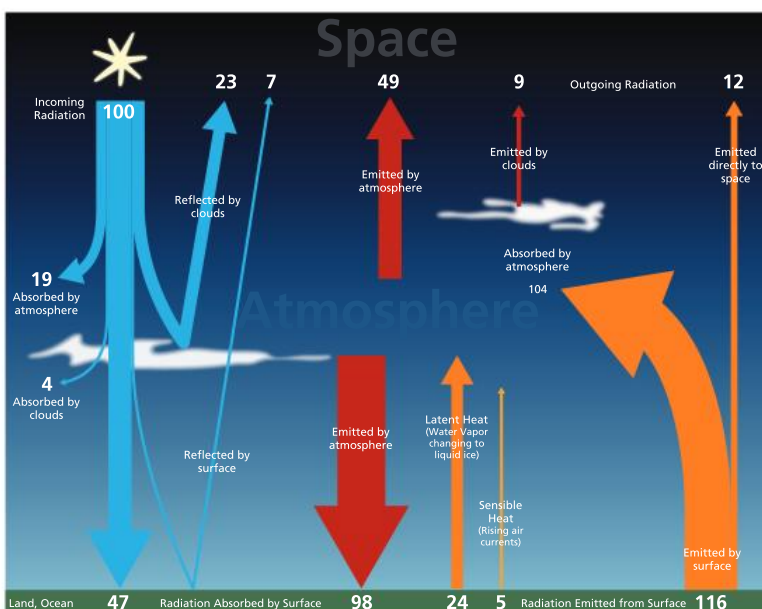 Space
23 7 49 9 Outgoing Radiation 12
Incoming
Radiation
100
Reflected by
clouds
Emitted by
atmosphere
Emitted by
clouds
Emitted
directly to
space
19
Absorbed by
atmosphere
Absorbed by
atmosphere
104
Atmosphere
4
Absorbed by
clouds
Reflected by
surface
Emitted by
atmosphere
Latent Heat
(Water Vapor
changing to
liquid ice)
Sensible
Heat
(Rising air
currents)
Emitted by
surface
Land, Ocean 47 Radiation Absorbed by Surface 98 24 5 Radiation Emitted from Surface 116